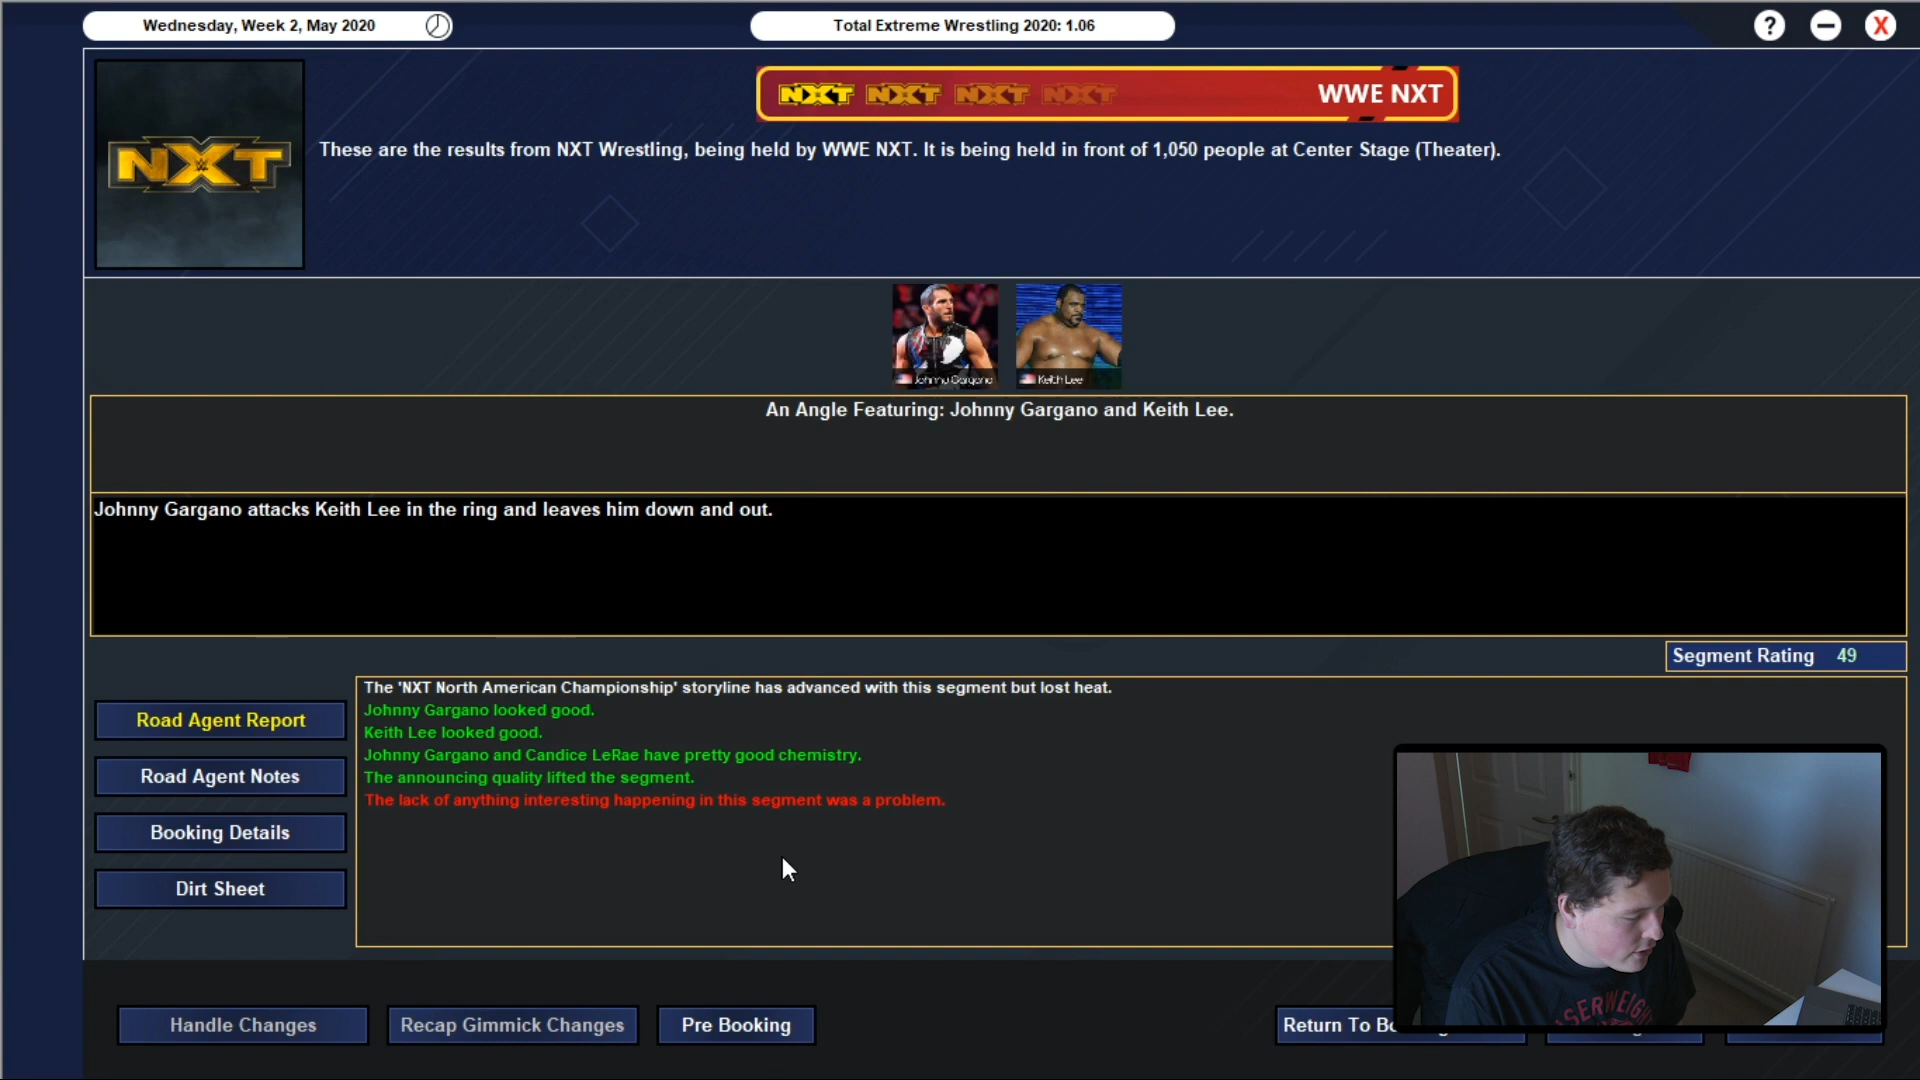 Wednesday, Week 2, May 2020
Total Extreme Wrestling 2020: 1.06
?
X
NXT
NXT NXT NXT NXT
WWE NXT
These are the results from NXT Wrestling, being held by WWE NXT. It is being held in front of 1,050 people at Center Stage (Theater).
Johnny Gargano
Keith Lee
An Angle Featuring: Johnny Gargano and Keith Lee.
Johnny Gargano attacks Keith Lee in the ring and leaves him down and out.
Segment Rating 49
Road Agent Report
Road Agent Notes
Booking Details
Dirt Sheet
The 'NXT North American Championship' storyline has advanced with this segment but lost heat.
Johnny Gargano looked good.
Keith Lee looked good.
Johnny Gargano and Candice LeRae have pretty good chemistry.
The announcing quality lifted the segment.
The lack of anything interesting happening in this segment was a problem.
Handle Changes
Recap Gimmick Changes
Pre Booking
Return To